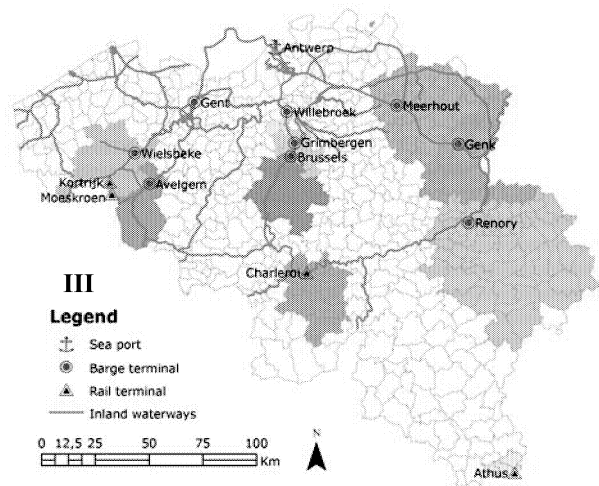 Antwerp
Gent
Willebroek
Meerhout
Grimbergen
Genk
Wielsbeke
Brussels
Kortrijk
Avelgem
Moeskroen
Renory
Charleroi
III
Legend
Sea port
Barge terminal
Rail terminal
Inland waterways
N
0 12,5 25 50 75 100
Km
Athus